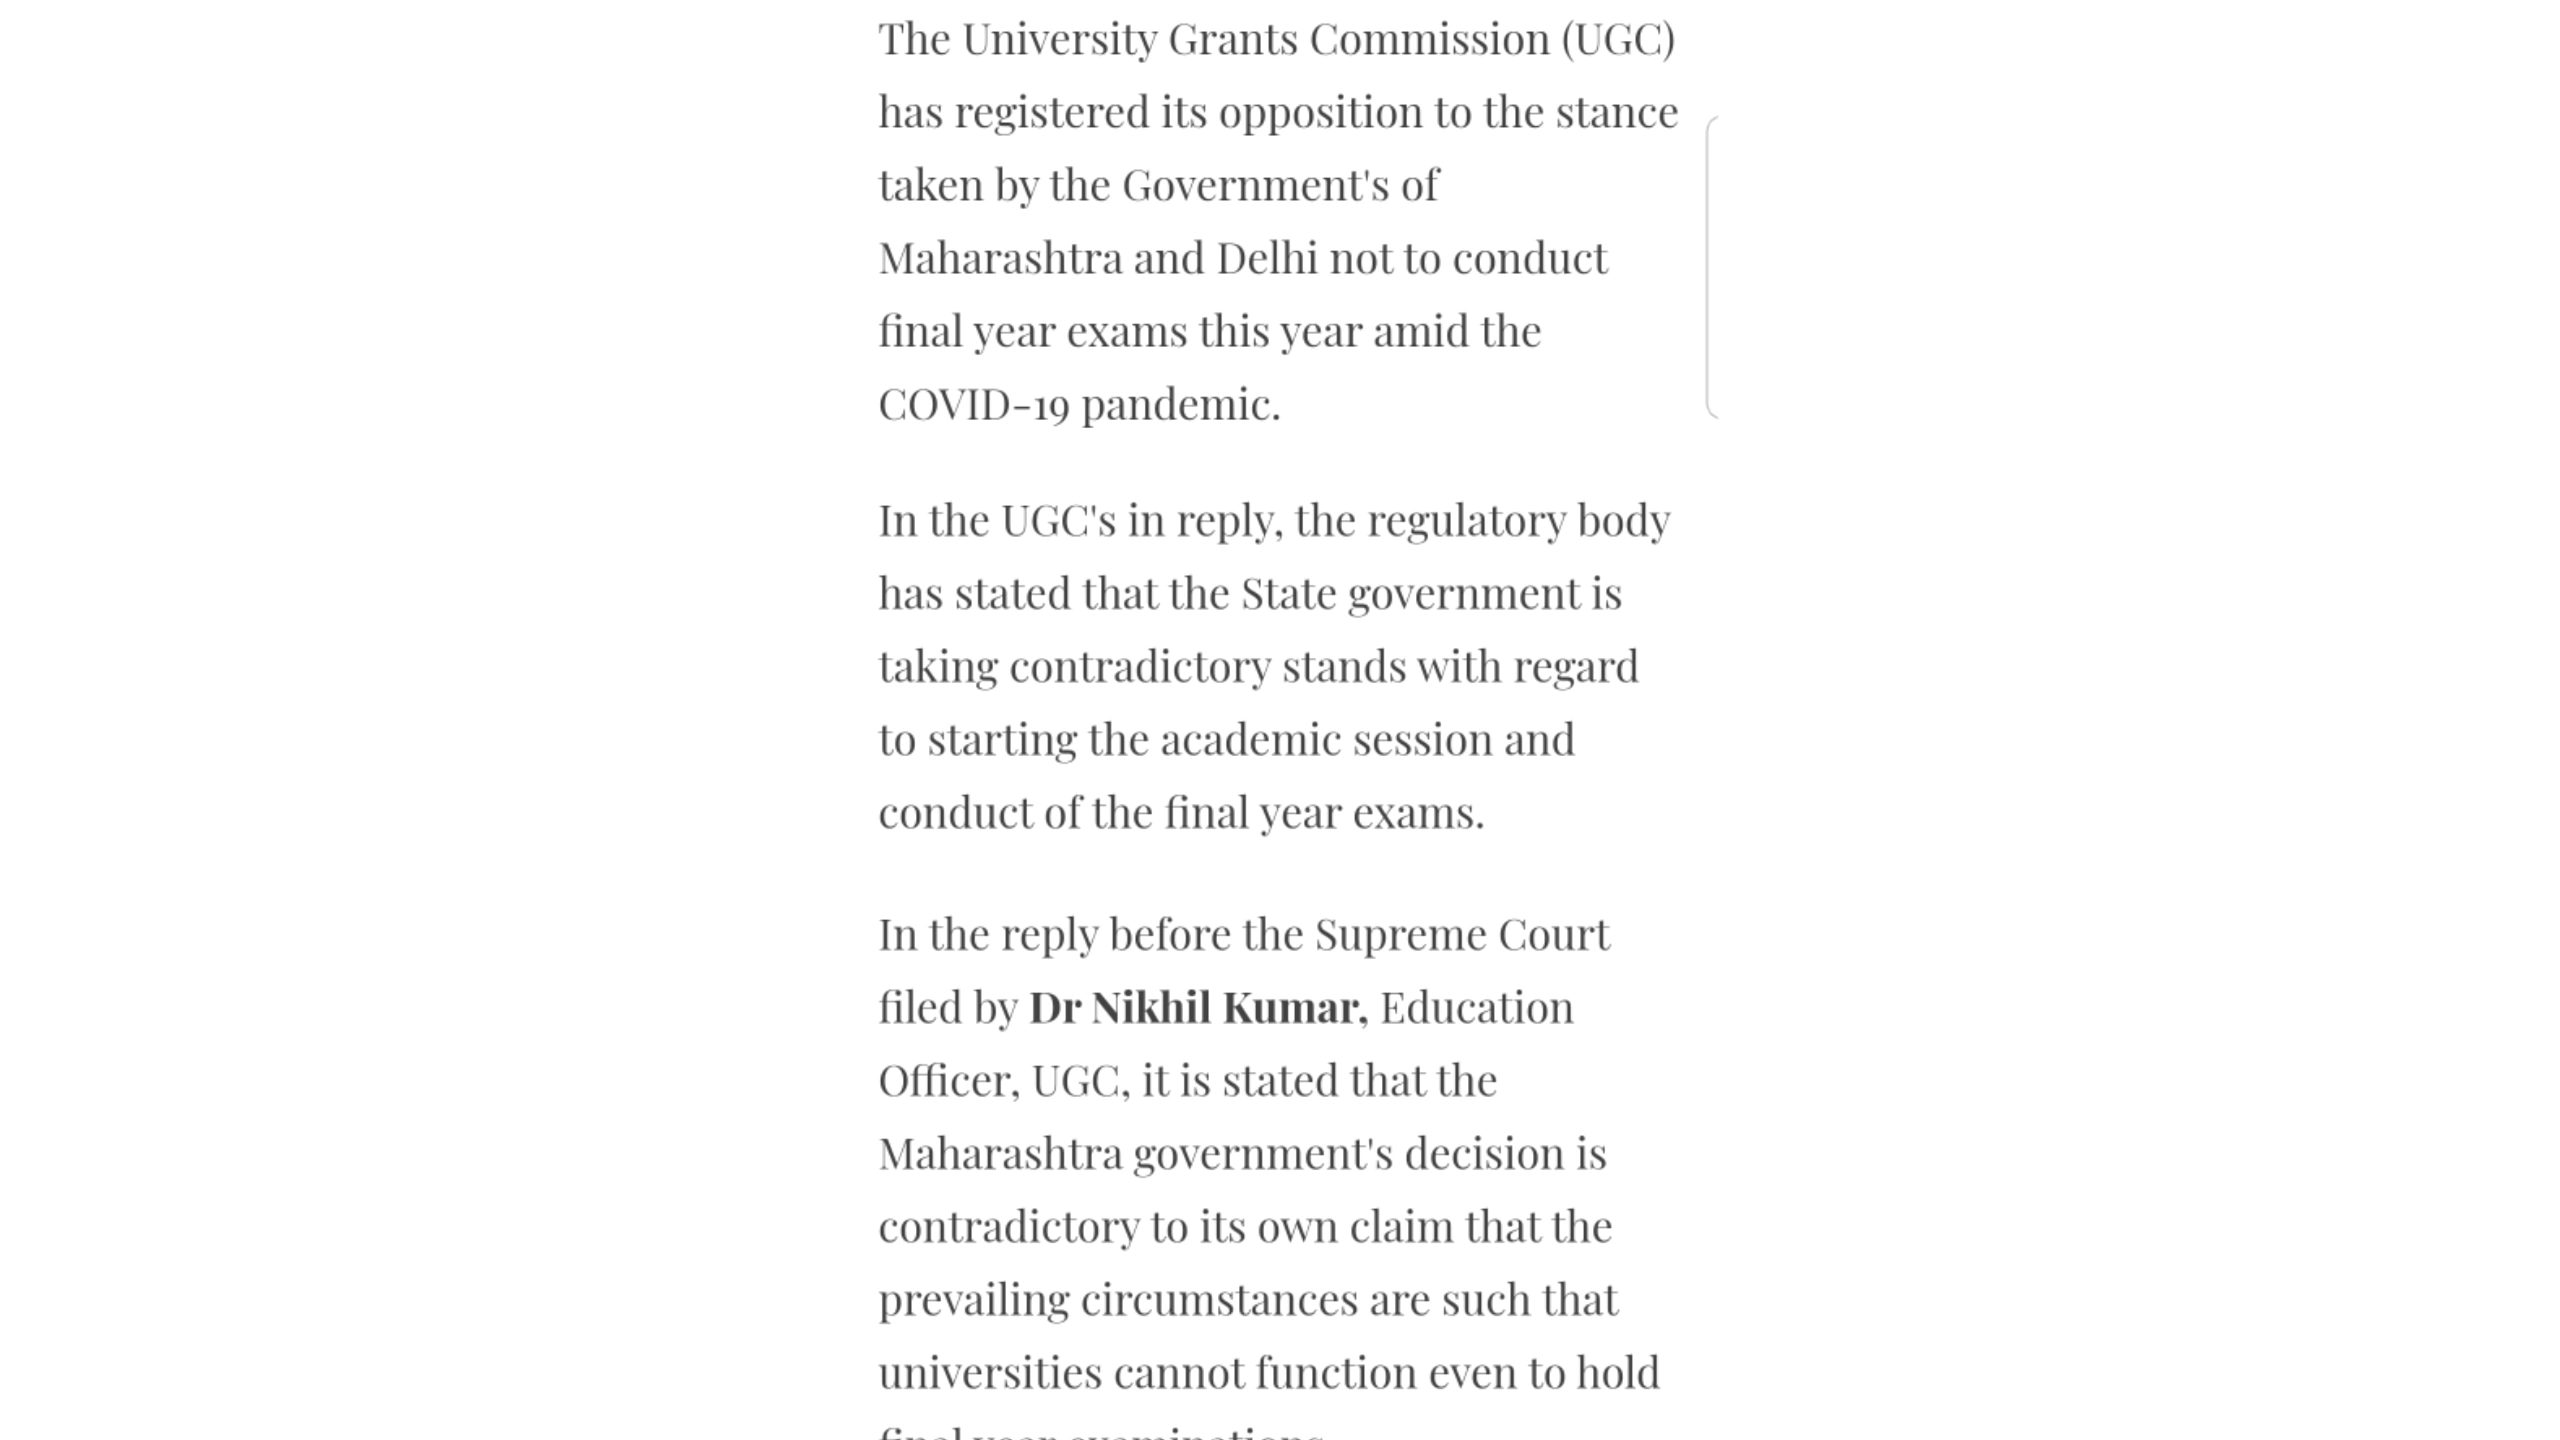 The University Grants Commission (UGC)
has registered its opposition to the stance
taken by the Government's of
Maharashtra and Delhi not to conduct
final year exams this year amid the
COVID-19 pandemic.
In the UGC's in reply, the regulatory body
has stated that the State government is
taking contradictory stands with regard
to starting the academic session and
conduct of the final year exams.
In the reply before the Supreme Court
filed by Dr Nikhil Kumar, Education
Officer, UGC, it is stated that the
Maharashtra government's decision is
contradictory to its own claim that the
prevailing circumstances are such that
universities cannot function even to hold
final year examinations